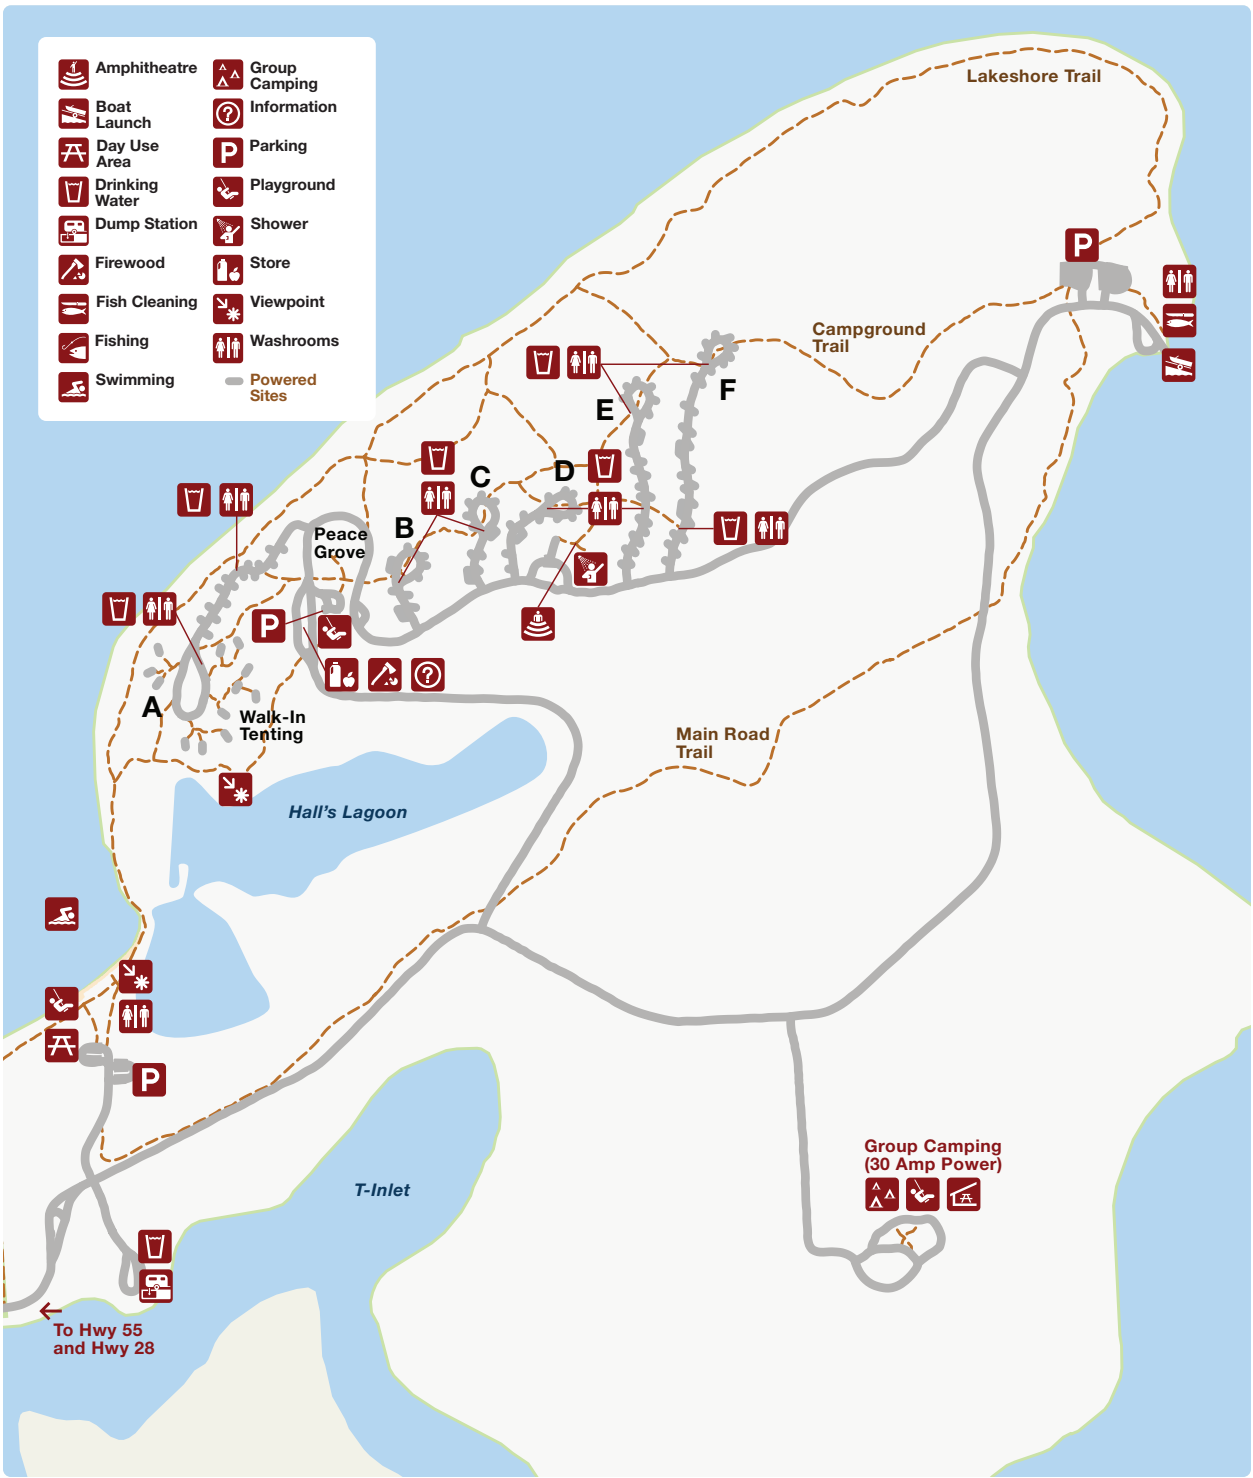 Amphitheatre
Boat
Launch
Day Use
Area
Drinking
Water
Dump Station
Firewood
Fish Cleaning
Fishing
Swimming
Group
Camping
? Information
P Parking
Playground
Shower
Store
Viewpoint
Washrooms
Powered
Sites
Lakeshore Trail
P
Campground
Trail
F
E
D
C
B
Peace
Grove
P
?
A
Walk-In
Tenting
Main Road
Trail
Hall's Lagoon
P
Group Camping
(30 Amp Power)
T-Inlet
To Hwy 55
and Hwy 28